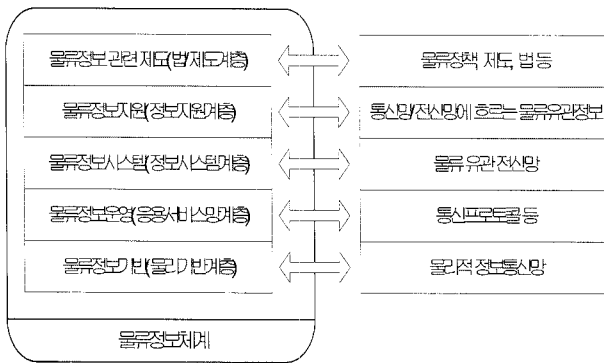 물류정보 관련 제도(법/제도계층)
물류정책, 제도, 법 등
물류정보자원(정보자원계층)
통신망/전산망에 흐르는 물류유관정보
물류정보시스템(정보시스템계층)
물류 유관 전산망
물류정보운영(응용서비스망계층)
통신프로토콜 등
물류정보기반(물리기반계층)
물리적 정보통신망
물류정보체계